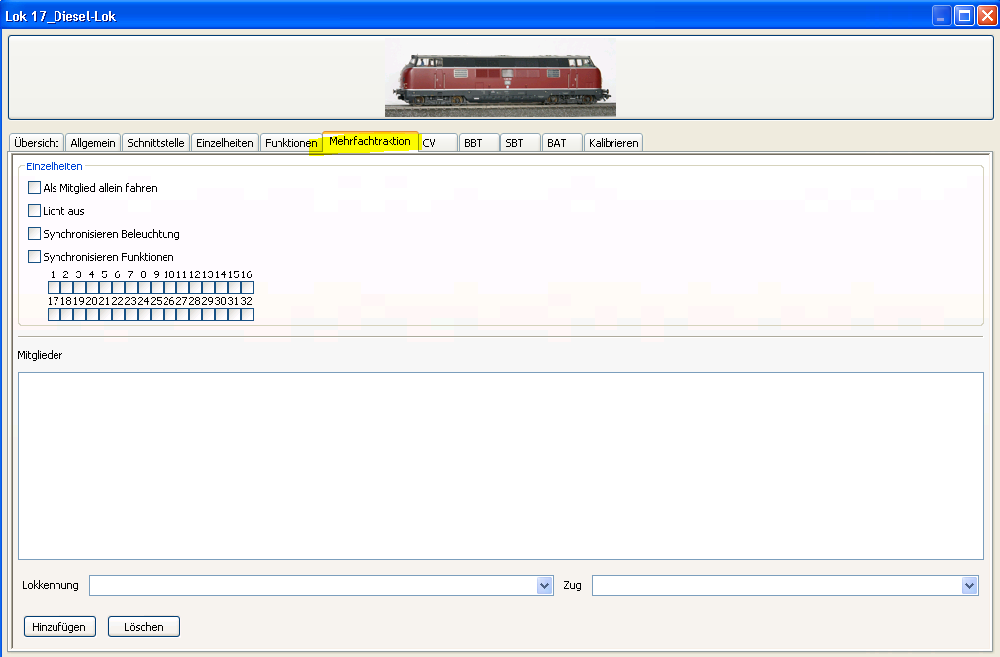 Lok 17_Diesel-Lok
Übersicht Allgemein Schnittstelle Einzelheiten Funktionen Mehrfachtraktion CV BBT SBT BAT Kalibrieren
Einzelheiten
Als Mitglied allein fahren
Licht aus
Synchronisieren Beleuchtung
Synchronisieren Funktionen
1 2 3 4 5 6 7 8 9 10 11 12 13 14 15 16
17 18 19 20 21 22 23 24 25 26 27 28 29 30 31 32
Mitglieder
Lokkennung Zug
Hinzufügen Löschen